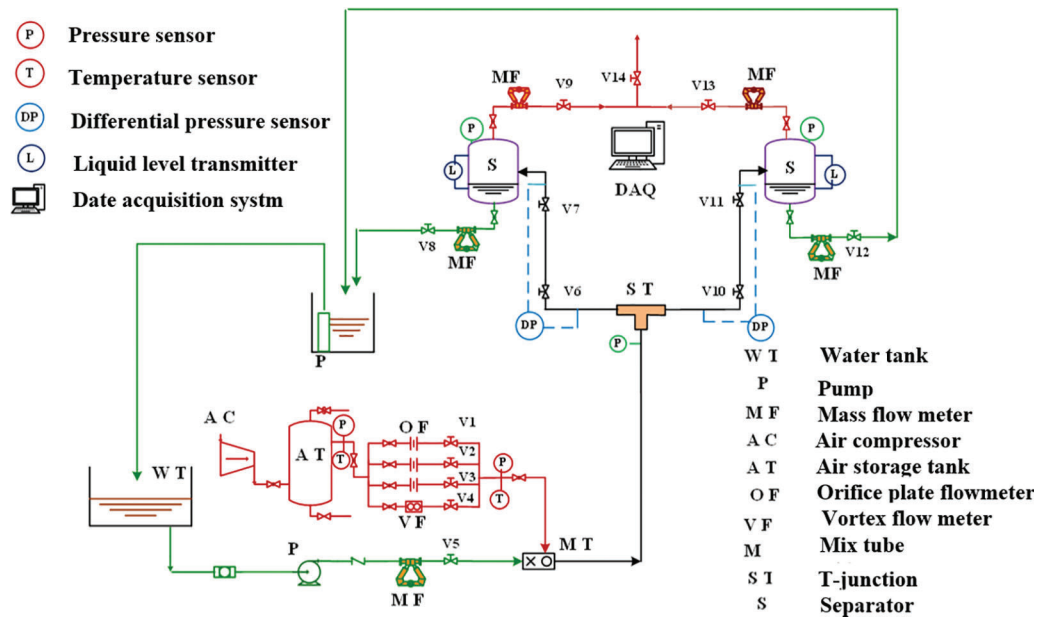 P Pressure sensor
T Temperature sensor
DP Differential pressure sensor
L Liquid level transmitter
Date acquisition systm
MF
V9
V14
V13
MF
P
P
S
S
L
L
DAQ
V7
V11
V8
MF
V12
MF
V6
S T
V10
DP
DP
P
P
A C
A T
P
T
O F
V1
V2
V3
V4
V F
P
T
W T
P
M F
V5
M T
W T Water tank
P Pump
M F Mass flow meter
A C Air compressor
A T Air storage tank
O F Orifice plate flowmeter
V F Vortex flow meter
M Mix tube
S T T-junction
S Separator